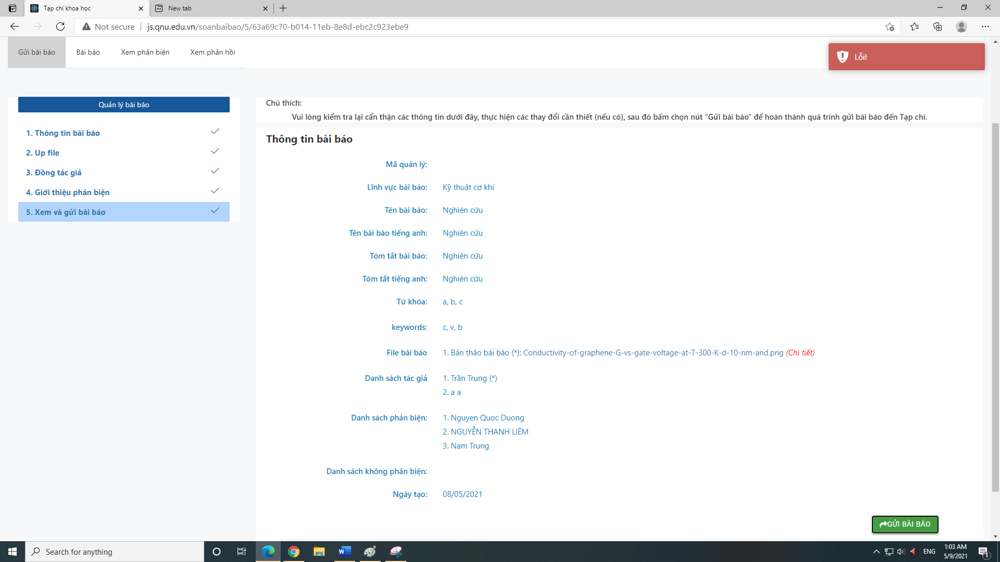 Tạp chí khoa học
New tab
Not secure
js.qnu.edu.vn/soanbaibao/5/63a69c70-b014-11eb-8e8d-ebc2c923ebe9
Gửi bài báo
Bài báo
Xem phản biện
Xem phản hồi
Lỗi!
Quản lý bài báo
1. Thông tin bài báo
2. Up file
3. Đồng tác giả
4. Giới thiệu phản biện
5. Xem và gửi bài báo
Chú thích:
Vui lòng kiểm tra lại cẩn thận các thông tin dưới đây, thực hiện các thay đổi cần thiết (nếu có), sau đó bấm chọn nút “Gửi bài báo” để hoàn thành quá trình gửi bài báo đến Tạp chí.
Thông tin bài báo
Mã quản lý:
Lĩnh vực bài báo: Kỹ thuật cơ khí
Tên bài báo: Nghiên cứu
Tên bài báo tiếng anh: Nghiên cứu
Tóm tắt bài báo: Nghiên cứu
Tóm tắt tiếng anh: Nghiên cứu
Từ khóa: a, b, c
keywords: c, v, b
File bài báo 1. Bản thảo bài báo (*): Conductivity-of-graphene-G-vs-gate-voltage-at-T-300-K-d-10-nm-and.png (Chi tiết)
Danh sách tác giả 1. Trần Trung (*)
2. a a
Danh sách phản biện: 1. Nguyen Quoc Duong
2. NGUYỄN THANH LIÊM
3. Nam Trung
Danh sách không phản biện:
Ngày tạo: 08/05/2021
GỬI BÀI BÁO
Search for anything
ENG
1:03 AM
5/9/2021
1